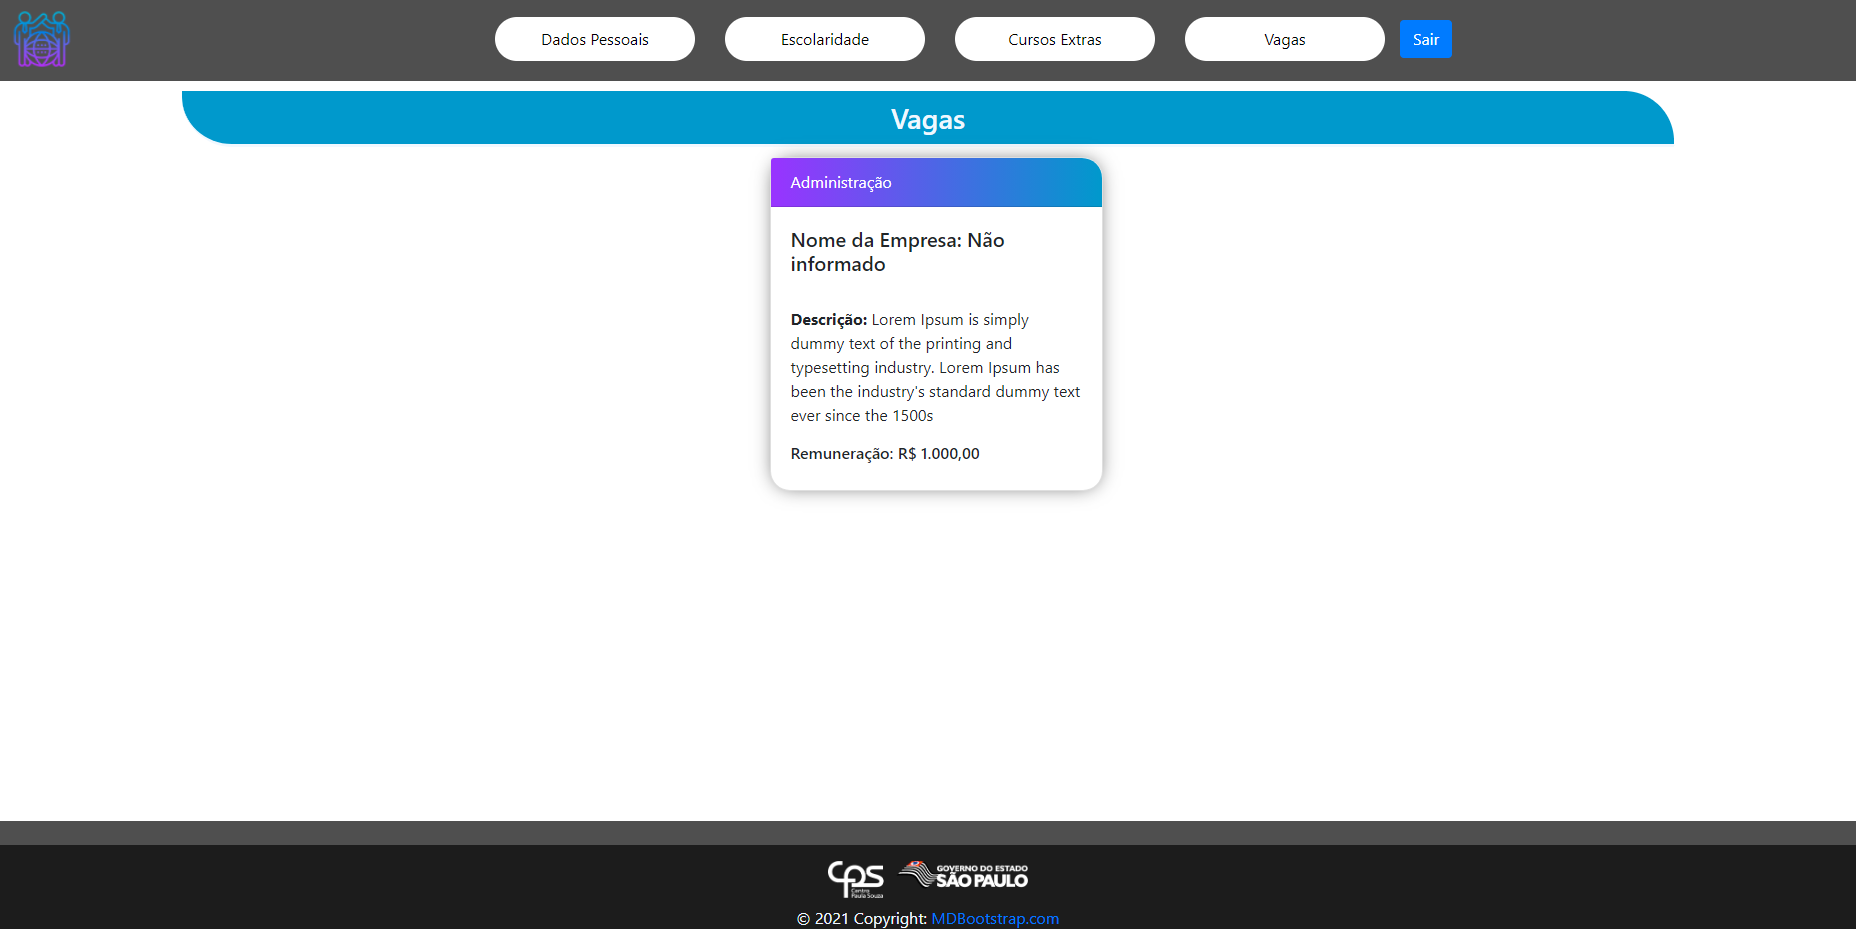 Dados Pessoais
Escolaridade
Cursos Extras
Vagas
Sair
Vagas
Administração
Nome da Empresa: Não
informado
Descrição: Lorem Ipsum is simply
dummy text of the printing and
typesetting industry. Lorem Ipsum has
been the industry's standard dummy text
ever since the 1500s
Remuneração: R$ 1.000,00
cps
Centro
Paula Souza
GOVERNO DO ESTADO
SÃO PAULO
© 2021 Copyright: MDBootstrap.com